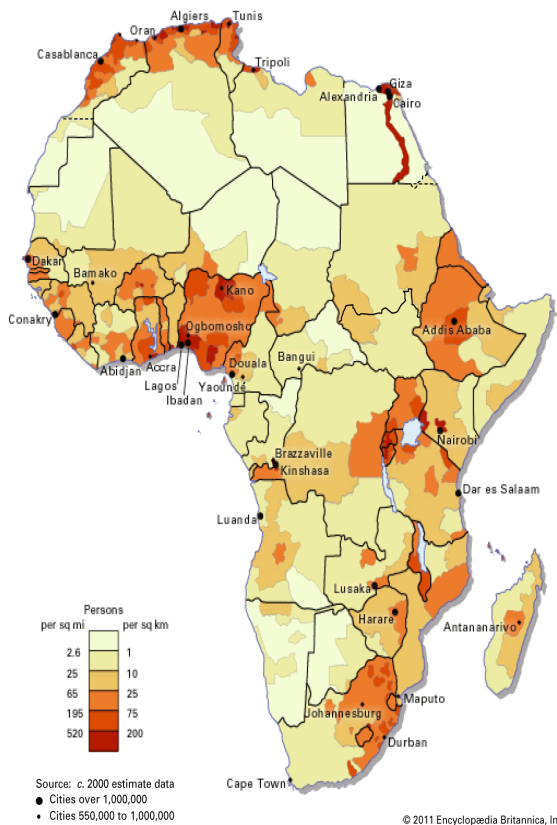 Algiers
Tunis
Oran
Casablanca
Tripoli
Giza
Alexandria
Cairo
Dakar
Bamako
Kano
Conakry
Ogbomosho
Addis Ababa
Abidjan
Accra
Lagos
Ibadan
Douala
Yaoundé
Bangui
Nairobi
Brazzaville
Kinshasa
Dar es Salaam
Luanda
Lusaka
Harare
Antananarivo
Maputo
Johannesburg
Durban
Cape Town
Persons
per sq mi per sq km
2.6 1
25 10
65 25
195 75
520 200
Source: c. 2000 estimate data
Cities over 1,000,000
Cities 550,000 to 1,000,000
© 2011 Encyclopædia Britannica, In